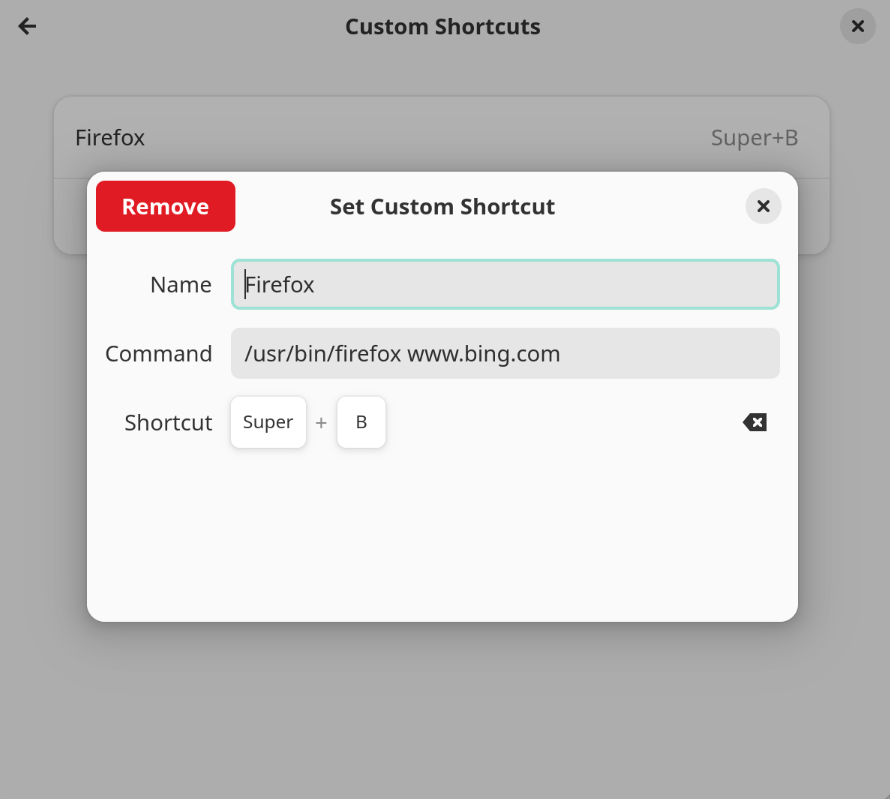 Custom Shortcuts
Firefox Super+B
Remove Set Custom Shortcut
Name Firefox
Command /usr/bin/firefox www.bing.com
Shortcut Super + B